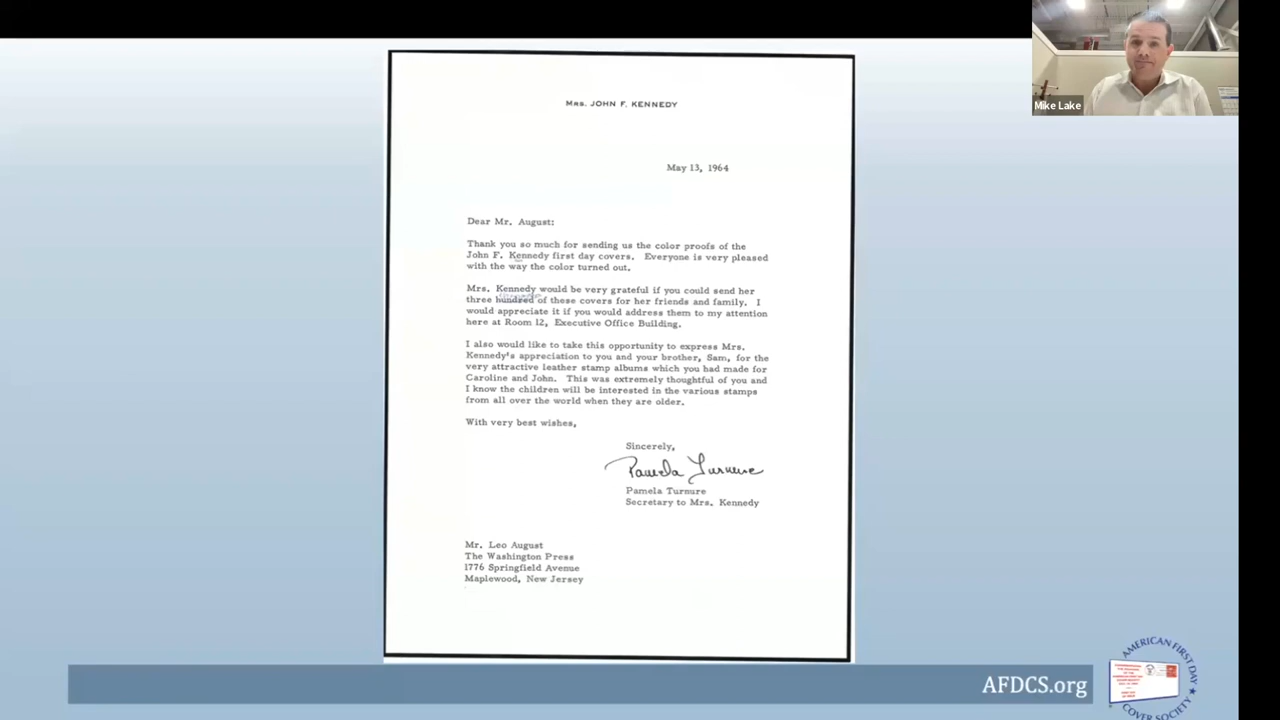 Mike Lake
MRS. JOHN F. KENNEDY
May 13, 1964
Dear Mr. August:
Thank you so much for sending us the color proofs of the
John F. Kennedy first day covers. Everyone is very pleased
with the way the color turned out.
Mrs. Kennedy would be very grateful if you could send her
three hundred of these covers for her friends and family. I
would appreciate it if you would address them to my attention
here at Room 12, Executive Office Building.
I also would like to take this opportunity to express Mrs.
Kennedy's appreciation to you and your brother, Sam, for the
very attractive leather stamp albums which you had made for
Caroline and John. This was extremely thoughtful of you and
I know the children will be interested in the various stamps
from all over the world when they are older.
With very best wishes,
Sincerely,
Pamela Turnure
Pamela Turnure
Secretary to Mrs. Kennedy
Mr. Leo August
The Washington Press
1776 Springfield Avenue
Maplewood, New Jersey
AFDCS.org
AMERICAN FIRST DAY
COVER SOCIETY